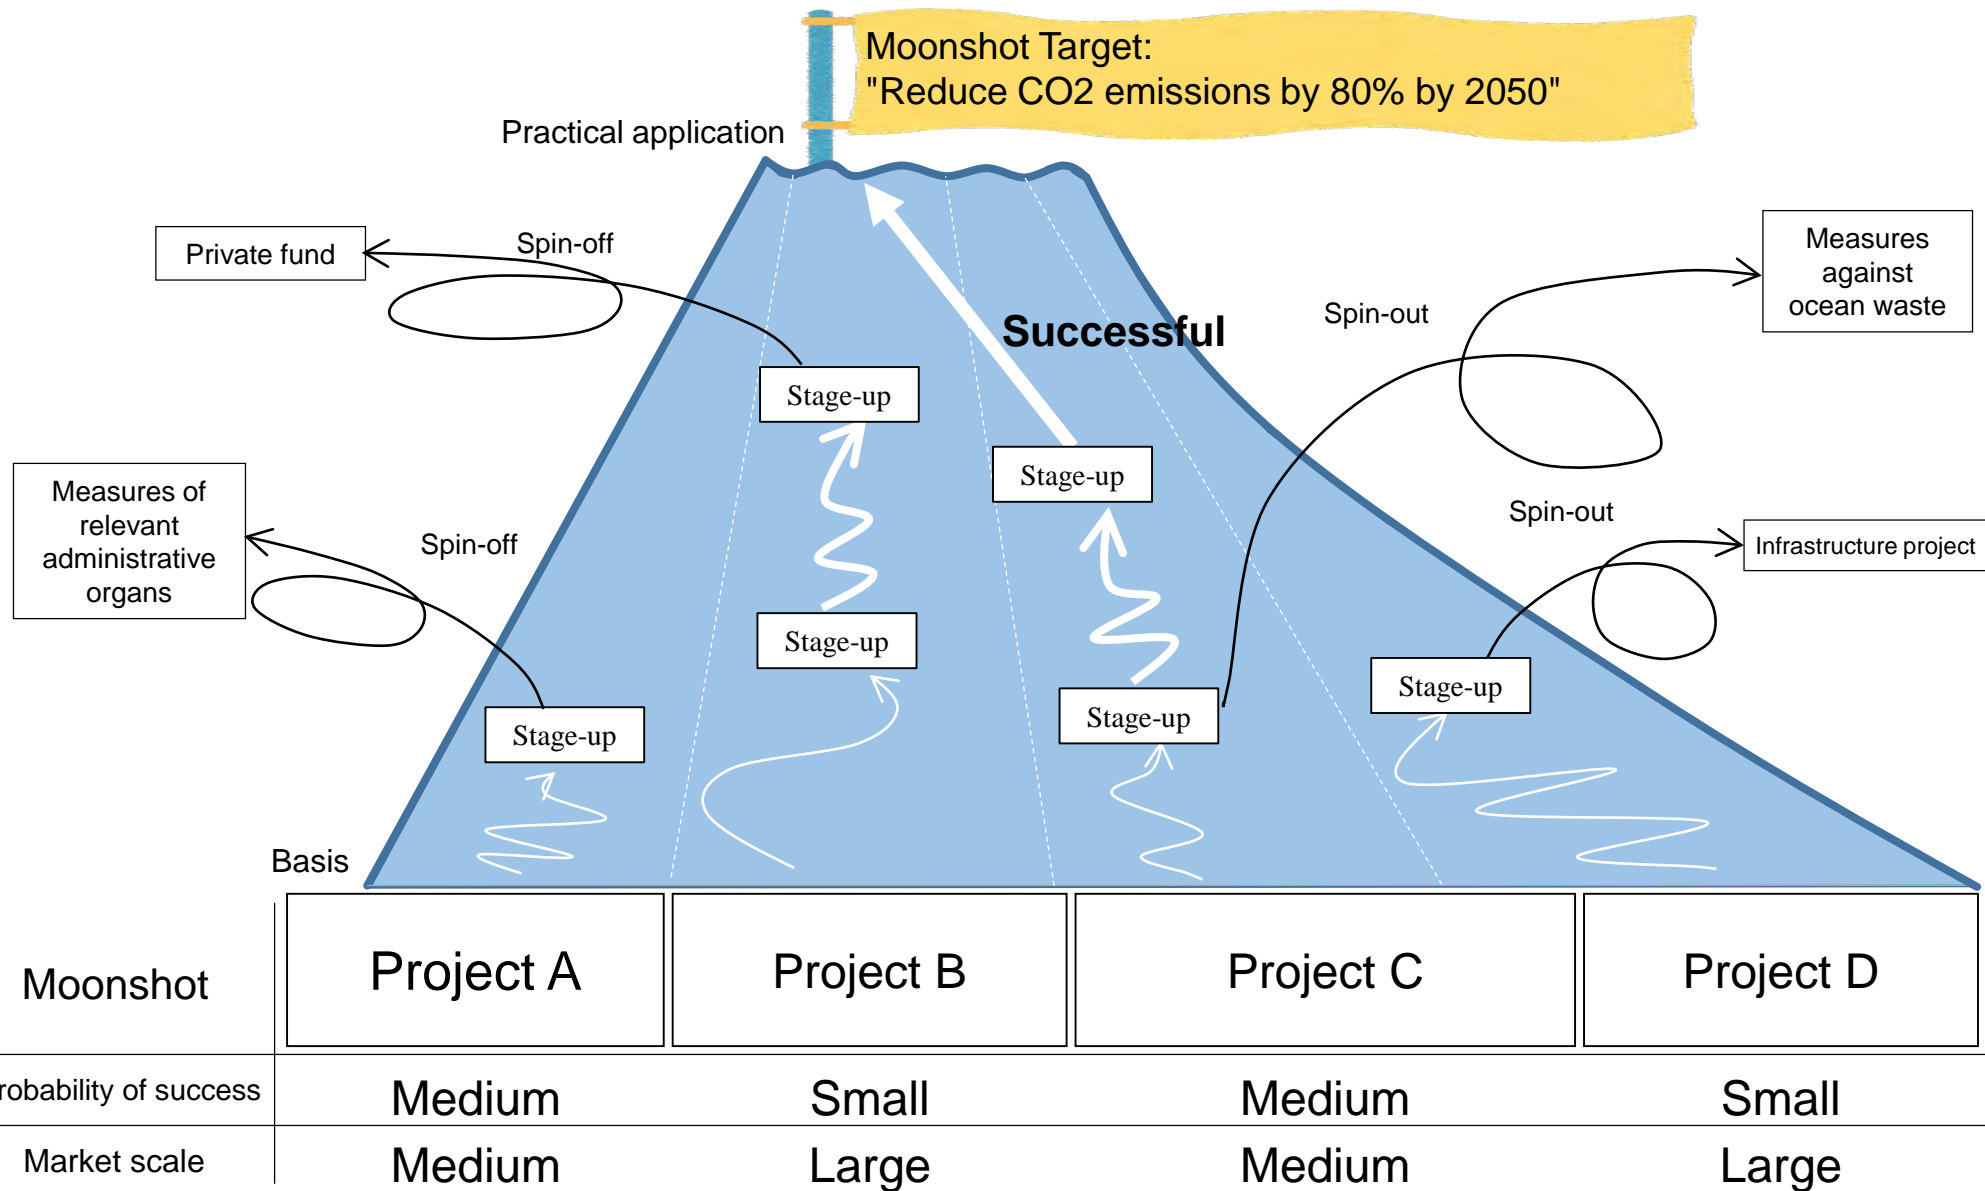 Moonshot Target:
"Reduce CO2 emissions by 80% by 2050"
Practical application
Private fund
Spin-off
Measures
against
ocean waste
Spin-out
Successful
Stage-up
Stage-up
Measures of
relevant
administrative
organs
Spin-off
Spin-out
Infrastructure project
Stage-up
Stage-up
Stage-up
Stage-up
Basis
Moonshot
Project A
Project B
Project C
Project D
robability of success
Medium
Small
Medium
Small
Market scale
Medium
Large
Medium
Large